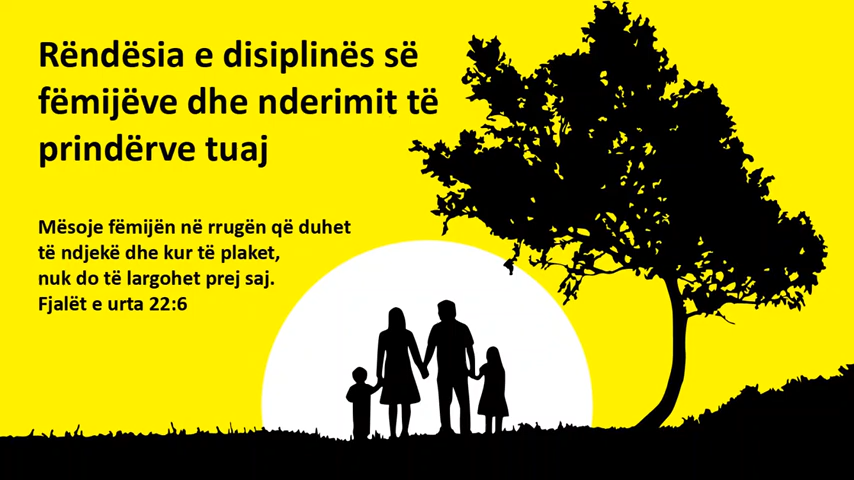 Rëndësia e disiplinës së
fëmijëve dhe nderimit të
prindërve tuaj
Mësoje fëmijën në rrugën që duhet
të ndjekë dhe kur të plaket,
nuk do të largohet prej saj.
Fjalët e urta 22:6